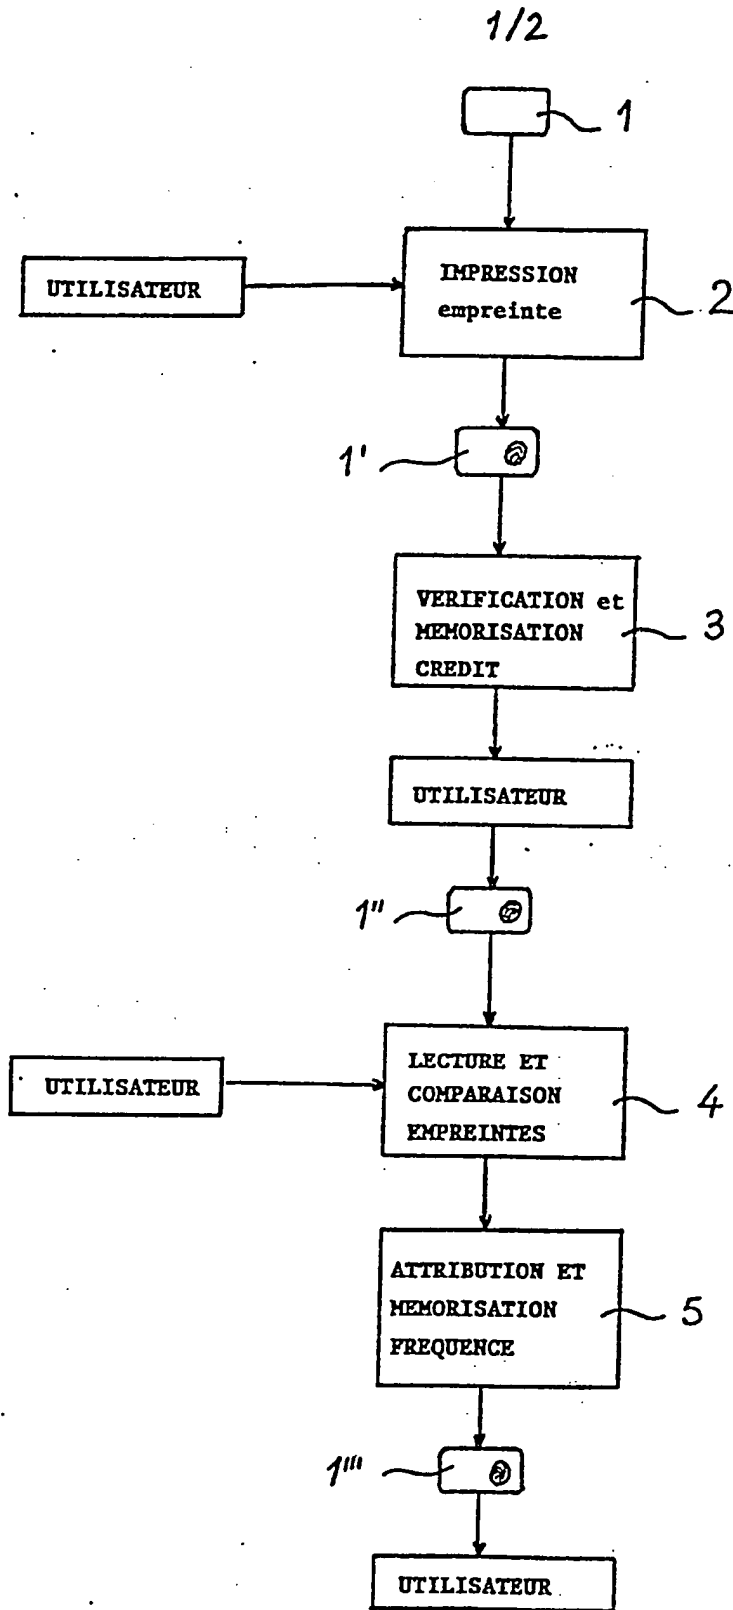 1/2
1
UTILISATEUR
IMPRESSION
empreinte
2
1'
VERIFICATION et
MEMORISATION
CREDIT
3
UTILISATEUR
1"
UTILISATEUR
LECTURE ET
COMPARAISON
EMPREINTES
4
ATTRIBUTION ET
MEMORISATION
FREQUENCE
5
1'''
UTILISATEUR